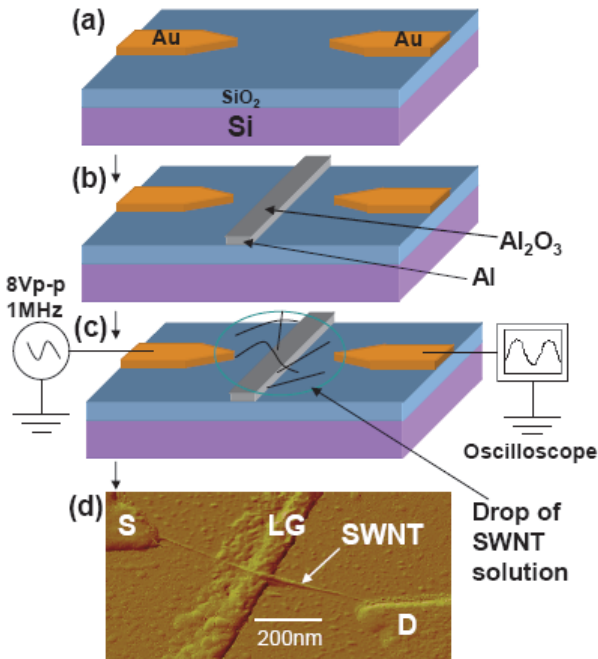 (a)
Au
Au
SiO₂
Si
(b)
Al₂O₃
Al
8Vp-p
1MHz
(c)
Oscilloscope
(d)
S
LG
SWNT
D
200nm
Drop of
SWNT
solution